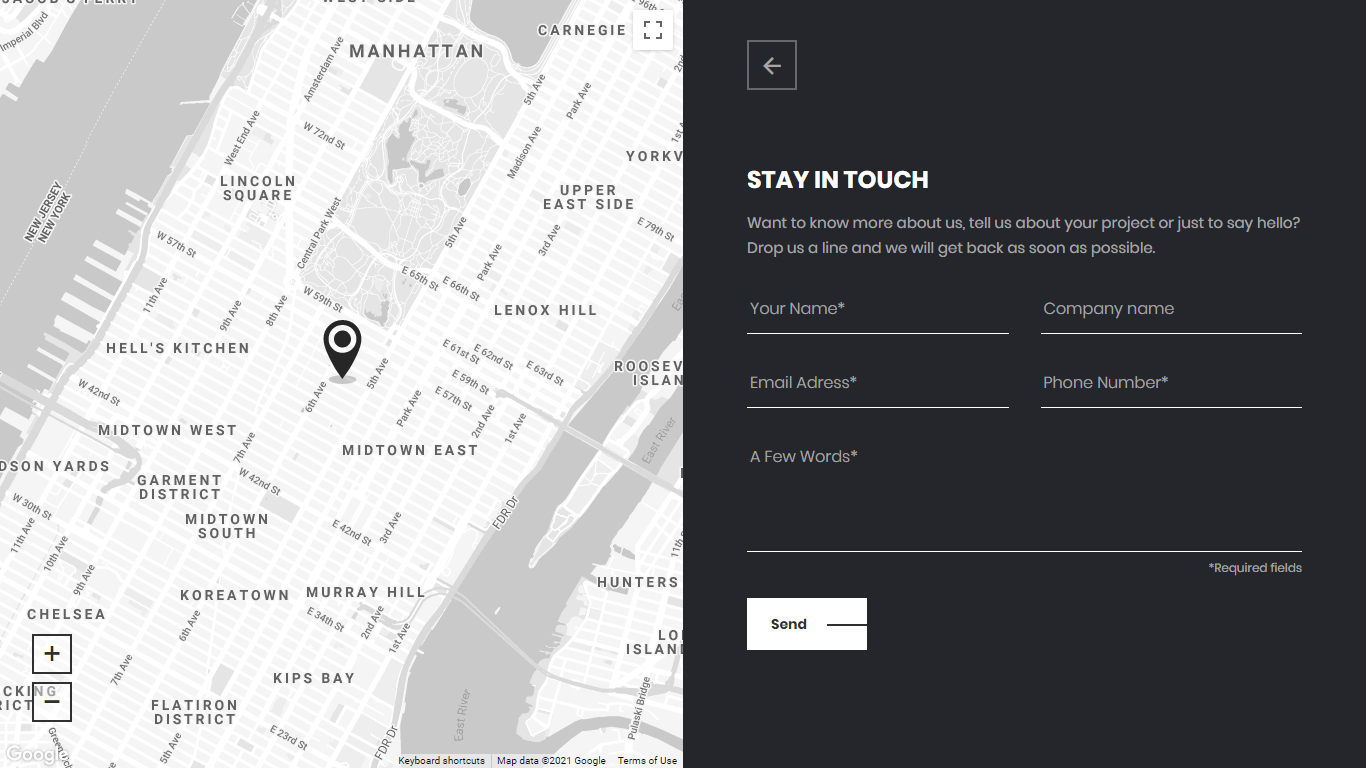 WEST SIDE
Imperial Blvd
CARNEGIE
MANHATTAN
Amsterdam Ave
5th Ave
Park Ave
West End Ave
W 72nd St
Madison Ave
YORKV
LINCOLN
SQUARE
UPPER
EAST SIDE
NEW JERSEY
NEW YORK
Central Park West
5th Ave
E 79th St
W 57th St
Park Ave
3rd Ave
E 65th St
E 66th St
11th Ave
9th Ave
8th Ave
W 59th St
LENOX HILL
HELL'S KITCHEN
E 61st St
E 62nd St
E 63rd St
ROOSEV
ISLAN
5th Ave
E 59th St
W 42nd St
6th Ave
Park Ave
E 57th St
2nd Ave
1st Ave
MIDTOWN WEST
7th Ave
MIDTOWN EAST
East River
DSON YARDS
GARMENT
DISTRICT
W 42nd St
W 30th St
MIDTOWN
SOUTH
E 42nd St
3rd Ave
FDR Dr
11th Ave
10th Ave
9th Ave
HUNTERS
KOREATOWN
MURRAY HILL
CHELSEA
6th Ave
E 34th St
2nd Ave
1st Ave
ISLAND
7th Ave
KIPS BAY
CKING
RICT
FLATIRON
DISTRICT
East River
Pulaski Bridge
5th Ave
E 23rd St
FDR Dr
Google
Keyboard shortcuts
Map data ©2021 Google
Terms of Use
STAY IN TOUCH
Want to know more about us, tell us about your project or just to say hello?
Drop us a line and we will get back as soon as possible.
Your Name*
Company name
Email Adress*
Phone Number*
A Few Words*
*Required fields
Send